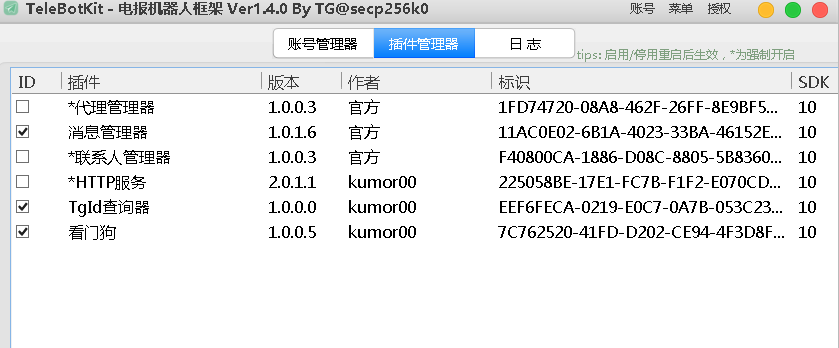 TeleBotKit - 电报机器人框架 Ver1.4.0 By TG@secp256k0 账号 菜单 授权
账号管理器 插件管理器 日 志
tips: 启用/停用重启后生效，*为强制开启
ID 插件 版本 作者 标识 SDK
*代理管理器 1.0.0.3 官方 1FD74720-08A8-462F-26FF-8E9BF5... 10
消息管理器 1.0.1.6 官方 11AC0E02-6B1A-4023-33BA-46152E... 10
*联系人管理器 1.0.0.3 官方 F40800CA-1886-D08C-8805-5B8360... 10
*HTTP服务 2.0.1.1 kumor00 225058BE-17E1-FC7B-F1F2-E070CD... 10
TgId查询器 1.0.0.0 kumor00 EEF6FECA-0219-E0C7-0A7B-053C23... 10
看门狗 1.0.0.5 kumor00 7C762520-41FD-D202-CE94-4F3D8F... 10